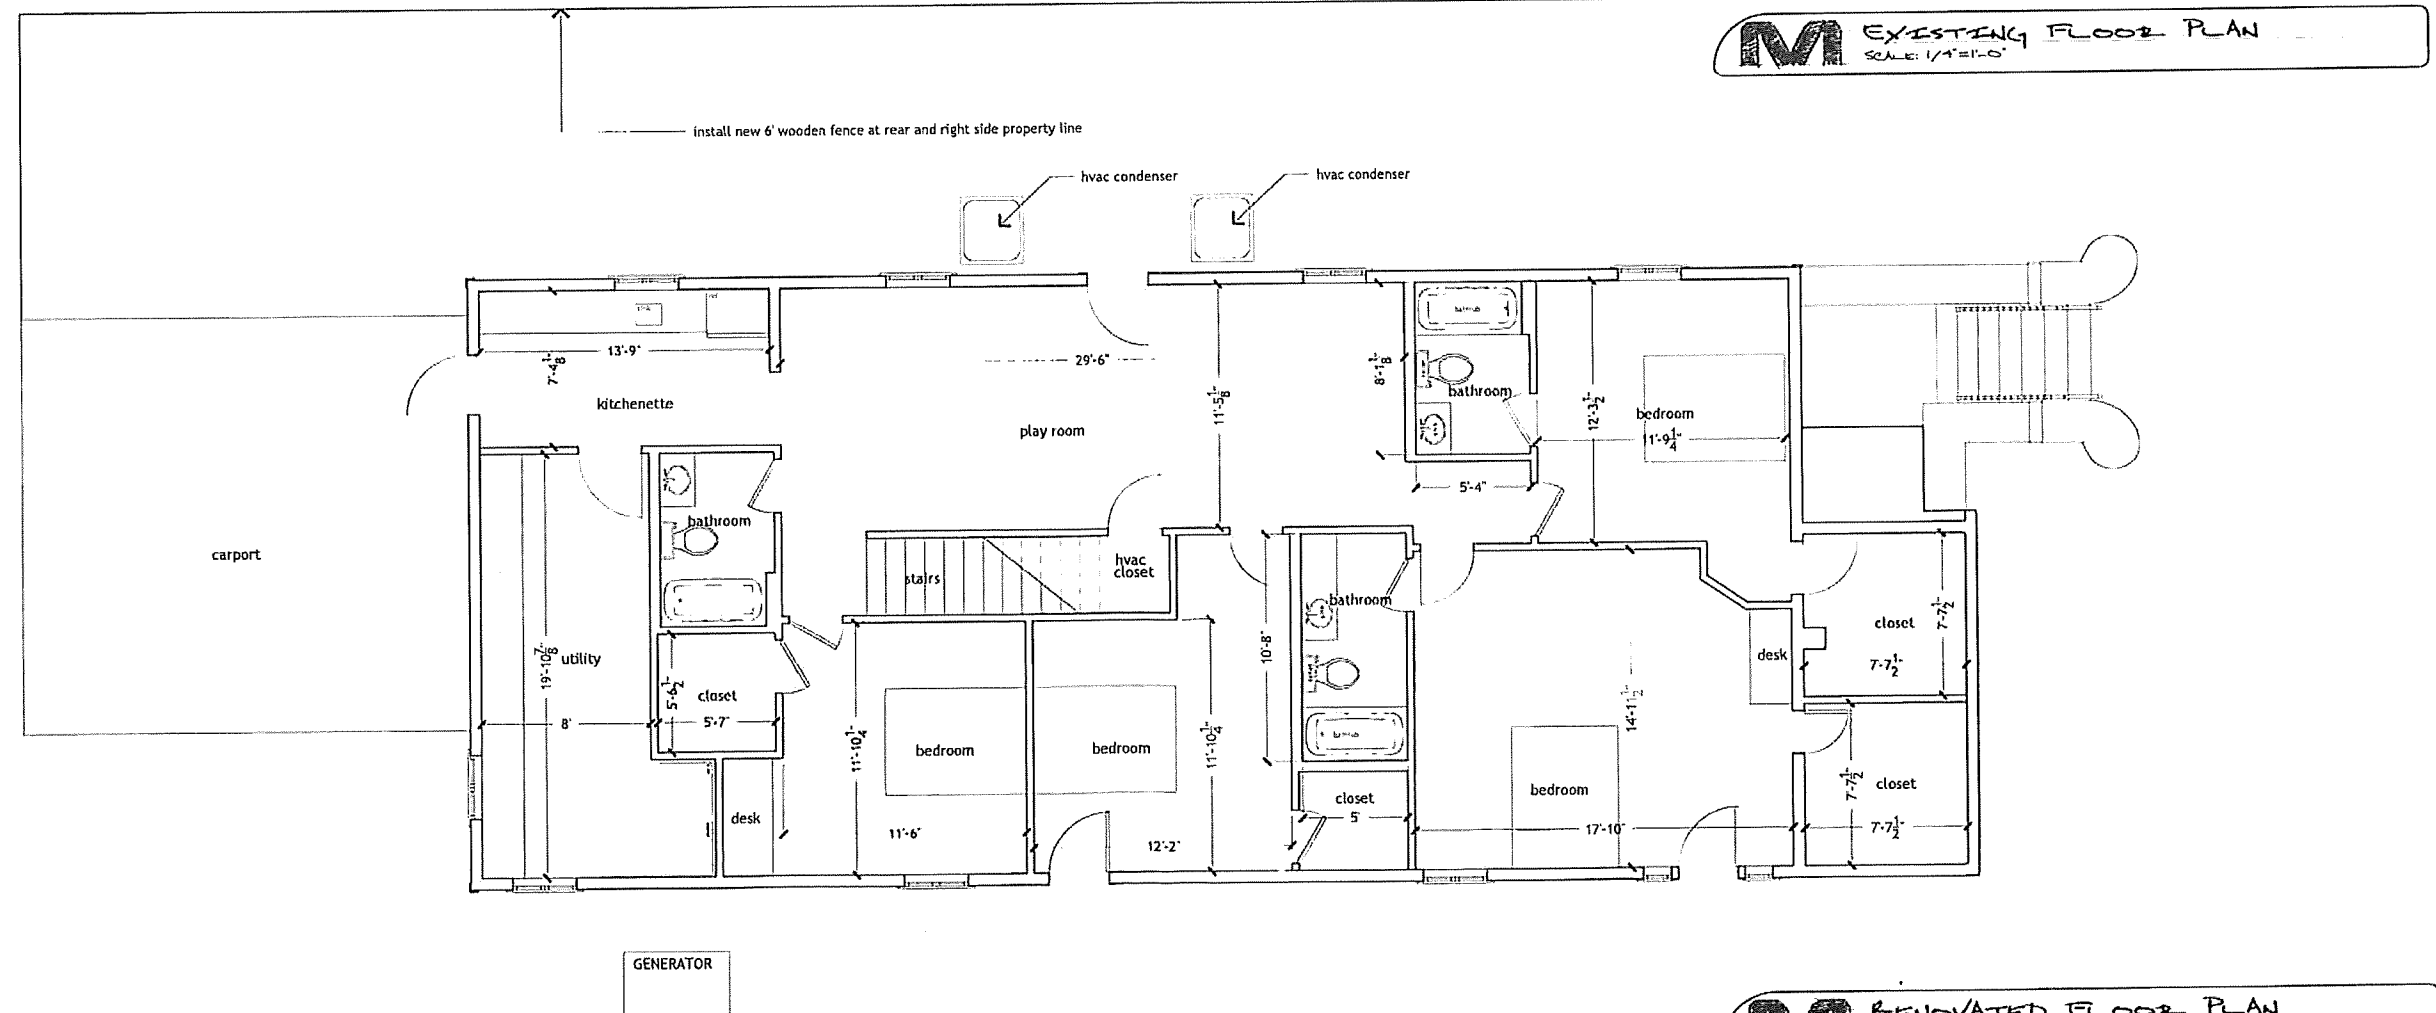 EXISTING FLOOR PLAN
SCALE: 1/4"=1'-0"
install new 6' wooden fence at rear and right side property line
hvac condenser
hvac condenser
13'-9"
7'-4 1/8"
kitchenette
29'-6"
play room
11'-5 1/8"
8'-1 1/8"
bathtub
bathroom
12'-3 1/2"
bedroom
11'-9 1/4"
5'-4"
carport
bathroom
stairs
hvac
closet
bathroom
10'-8"
closet
7'-7 1/2"
7'-7 1/2"
desk
19'-10 7/8"
utility
8'
5'-6 1/2"
closet
5'-7"
desk
11'-10 1/4"
bedroom
11'-6"
bedroom
11'-10 1/4"
12'-2"
closet
5'
14'-11 1/2"
bedroom
17'-10"
closet
7'-7 1/2"
7'-7 1/2"
GENERATOR
RENOVATED FLOOR PLAN